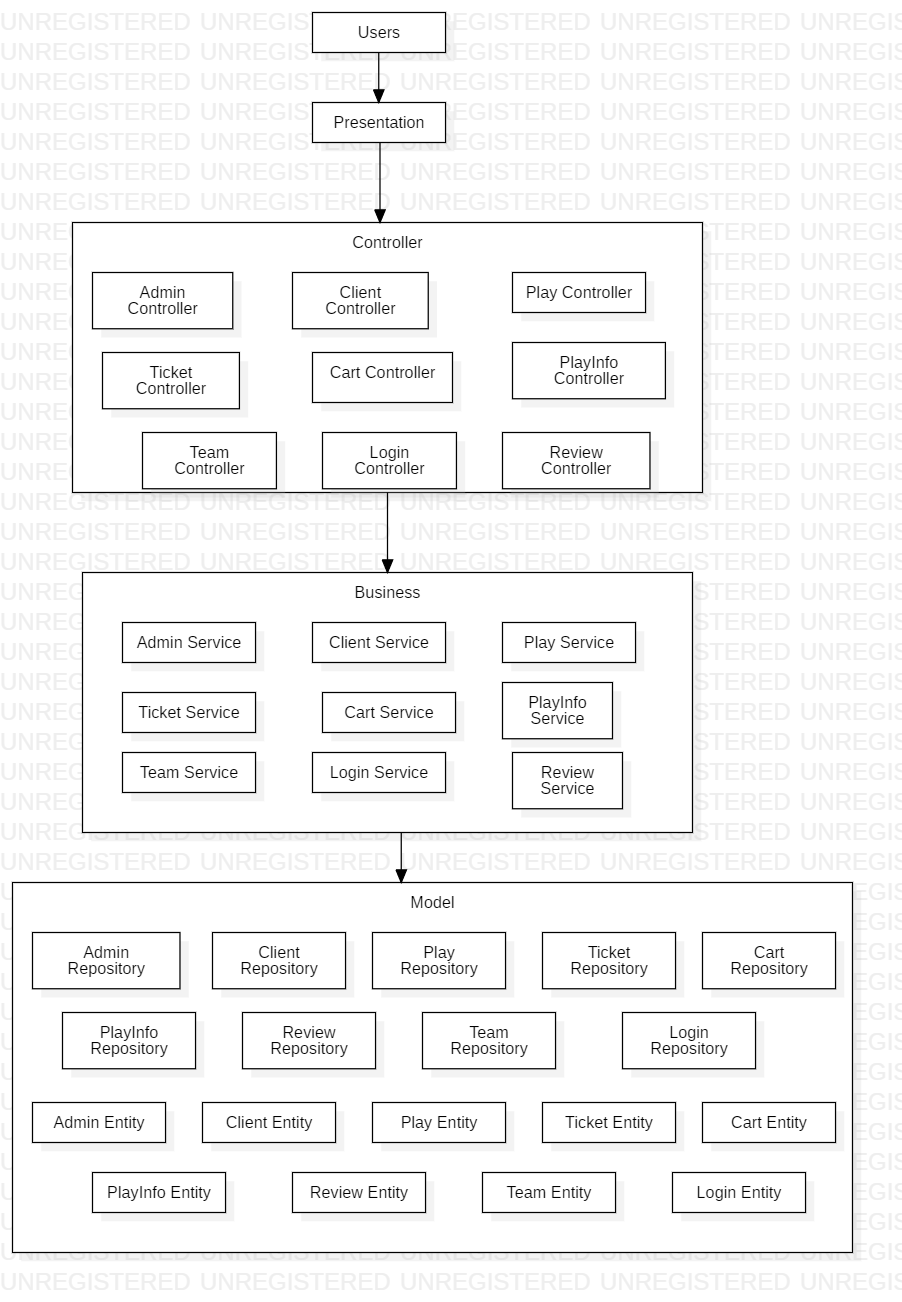 Users
Presentation
Controller
Admin
Controller
Client
Controller
Play Controller
Ticket
Controller
Cart Controller
PlayInfo
Controller
Team
Controller
Login
Controller
Review
Controller
Business
Admin Service
Client Service
Play Service
Ticket Service
Cart Service
PlayInfo
Service
Team Service
Login Service
Review
Service
Model
Admin
Repository
Client
Repository
Play
Repository
Ticket
Repository
Cart
Repository
PlayInfo
Repository
Review
Repository
Team
Repository
Login
Repository
Admin Entity
Client Entity
Play Entity
Ticket Entity
Cart Entity
PlayInfo Entity
Review Entity
Team Entity
Login Entity
UNREGISTERED UNREGISTERED UNREGISTERED UNREGISTERED UNREGIS